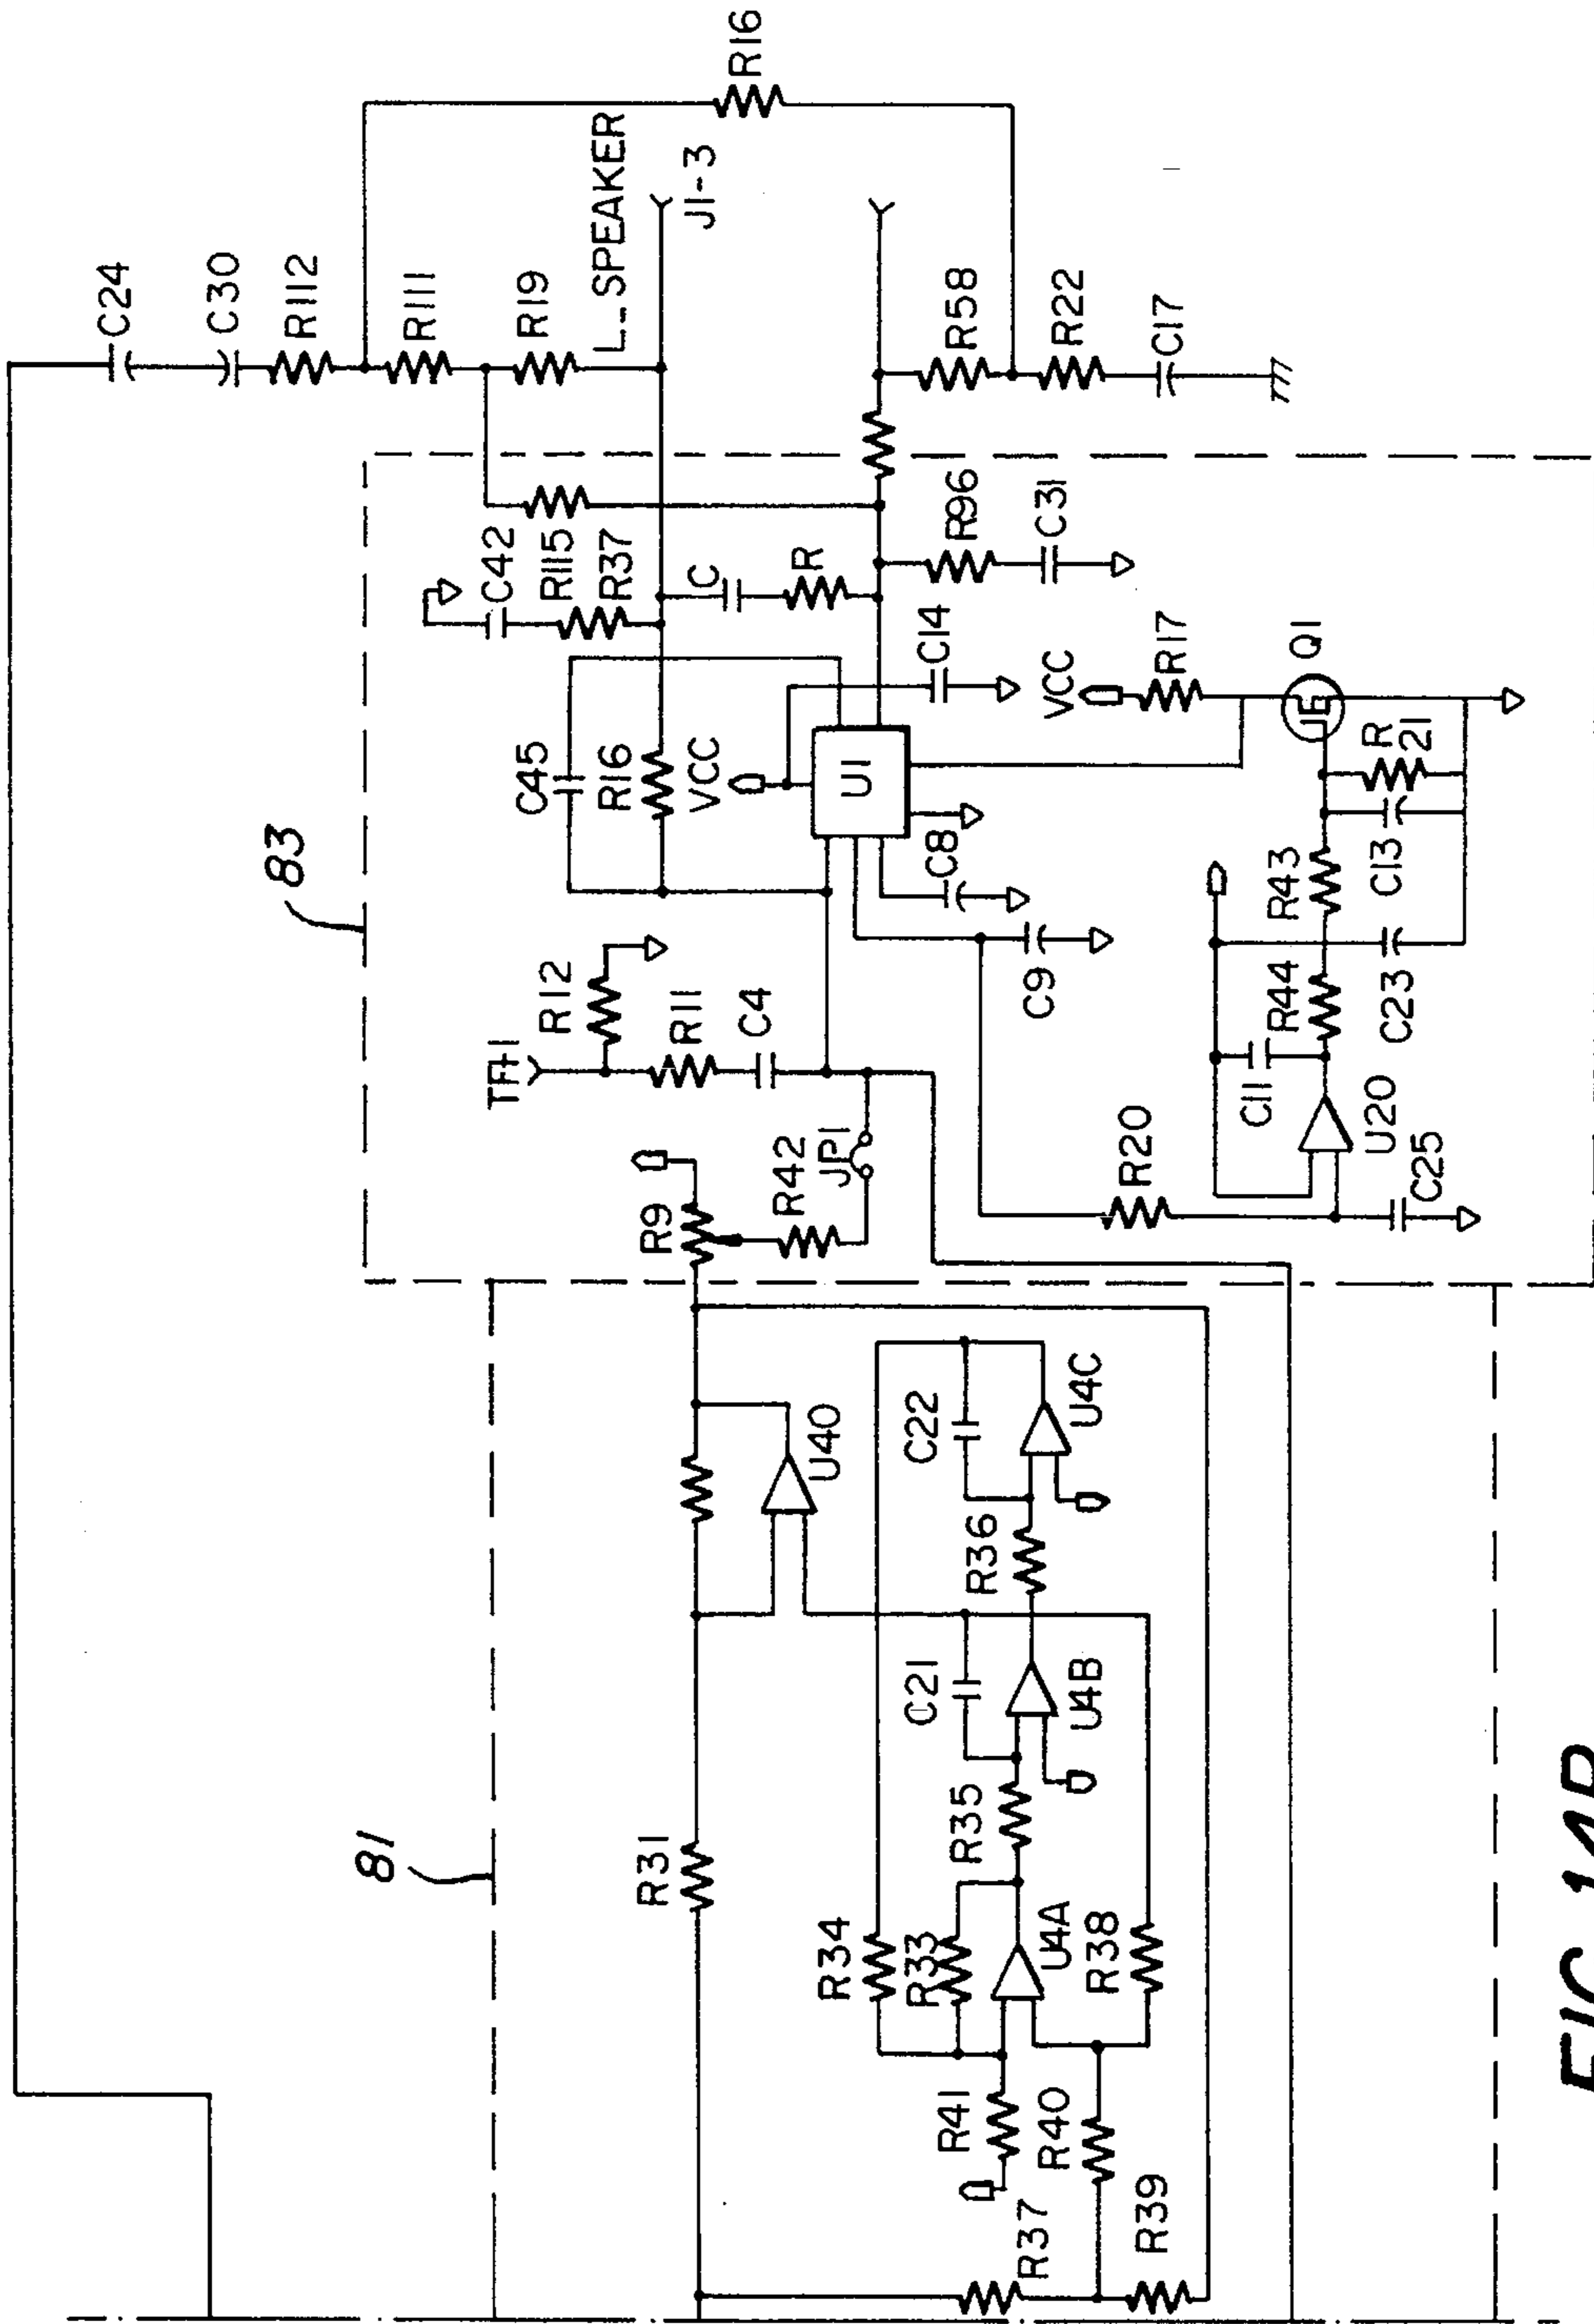 C24
C30
R112
R111
R19
L_SPEAKER
J1-3
R16
R58
R22
C17
83
C42
R115
R37
C
R
R96
C31
C45
R16
VCC
C14
U1
VCC
R17
Q1
R
21
C8
C9
R43
C13
C23
R44
C11
U20
C25
R20
TFH
R12
R11
C4
R9
R42
JP1
81
R31
U40
C22
U4C
R36
C21
U4B
R35
R34
R33
U4A
R38
R41
R40
R37
R39